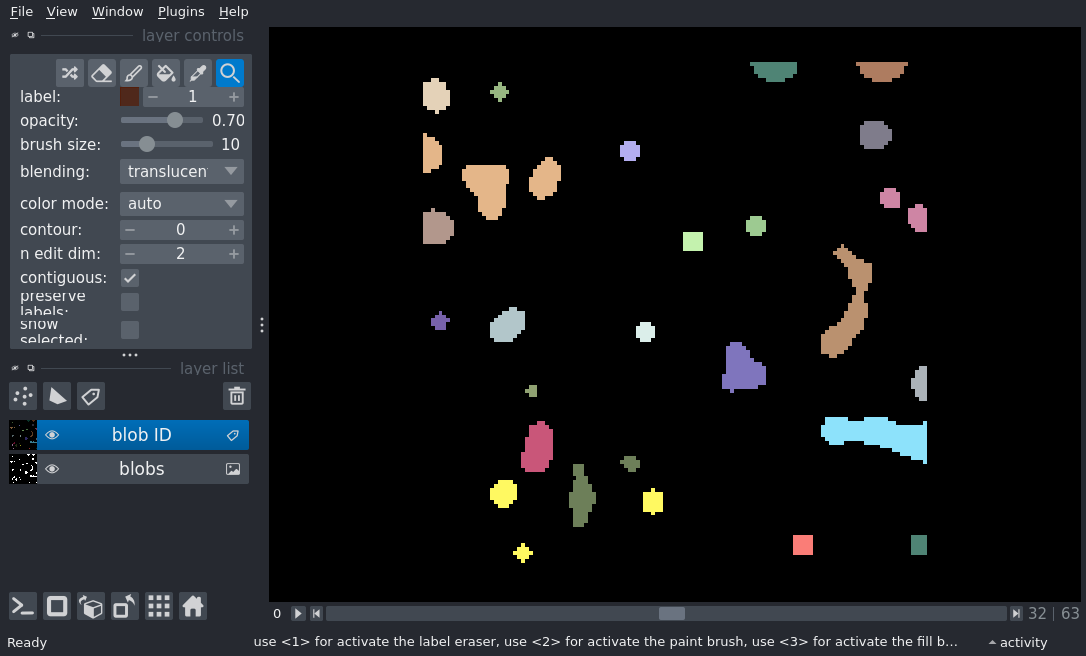 File View Window Plugins Help
layer controls
label: 1
opacity: 0.70
brush size: 10
blending: translucen
color mode: auto
contour: 0
n edit dim: 2
contiguous:
preserve
labels:
show
selected:
layer list
blob ID
blobs
0 32 63
Ready use <1> for activate the label eraser, use <2> for activate the paint brush, use <3> for activate the fill b... activity